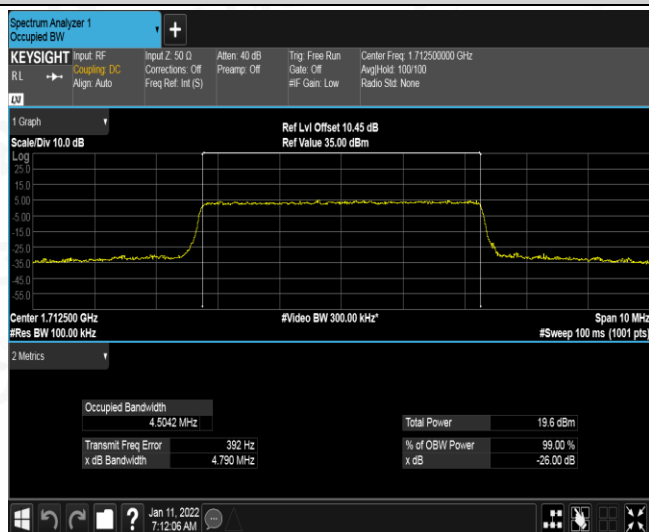 Spectrum Analyzer 1
Occupied BW
+
KEYSIGHT
RL
LXI
Input: RF
Coupling: DC
Align: Auto
Input Z: 50 Ω
Corrections: Off
Freq Ref: Int (S)
Atten: 40 dB
Preamp: Off
Trig: Free Run
Gate: Off
#IF Gain: Low
Center Freq: 1.712500000 GHz
Avg|Hold: 100/100
Radio Std: None
1 Graph
Scale/Div 10.0 dB
Ref Lvl Offset 10.45 dB
Ref Value 35.00 dBm
Log
25.0
15.0
5.00
-5.00
-15.0
-25.0
-35.0
-45.0
-55.0
Center 1.712500 GHz
#Res BW 100.00 kHz
#Video BW 300.00 kHz*
Span 10 MHz
#Sweep 100 ms (1001 pts)
2 Metrics
Occupied Bandwidth
4.5042 MHz
Transmit Freq Error 392 Hz
x dB Bandwidth 4.790 MHz
Total Power 19.6 dBm
% of OBW Power 99.00 %
x dB -26.00 dB
?
Jan 11, 2022
7:12:06 AM